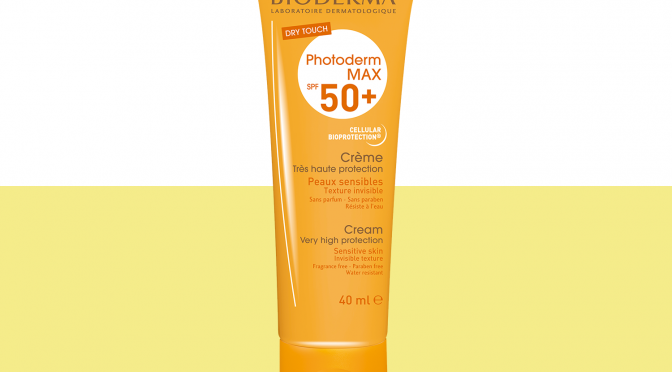 BIODERMA
LABORATOIRE DERMATOLOGIQUE
DRY TOUCH
Photoderm
MAX
SPF 50+
CELLULAR
BIOPROTECTION®
Crème
Très haute protection
Peaux sensibles
Texture invisible
Sans parfum - Sans paraben
Résiste à l'eau
Cream
Very high protection
Sensitive skin
Invisible texture
Fragrance free - Paraben free
Water resistant
40 ml ℮